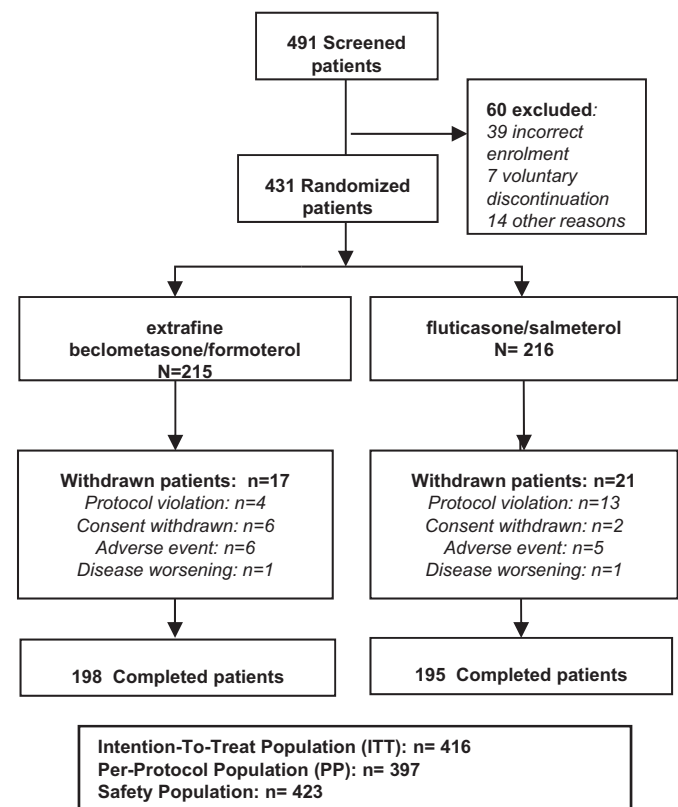 491 Screened
patients
60 excluded:
39 incorrect
enrolment
7 voluntary
discontinuation
14 other reasons
431 Randomized
patients
extrafine
beclometasone/formoterol
N=215
fluticasone/salmeterol
N= 216
Withdrawn patients: n=17
Protocol violation: n=4
Consent withdrawn: n=6
Adverse event: n=6
Disease worsening: n=1
Withdrawn patients: n=21
Protocol violation: n=13
Consent withdrawn: n=2
Adverse event: n=5
Disease worsening: n=1
198 Completed patients
195 Completed patients
Intention-To-Treat Population (ITT): n= 416
Per-Protocol Population (PP): n= 397
Safety Population: n= 423